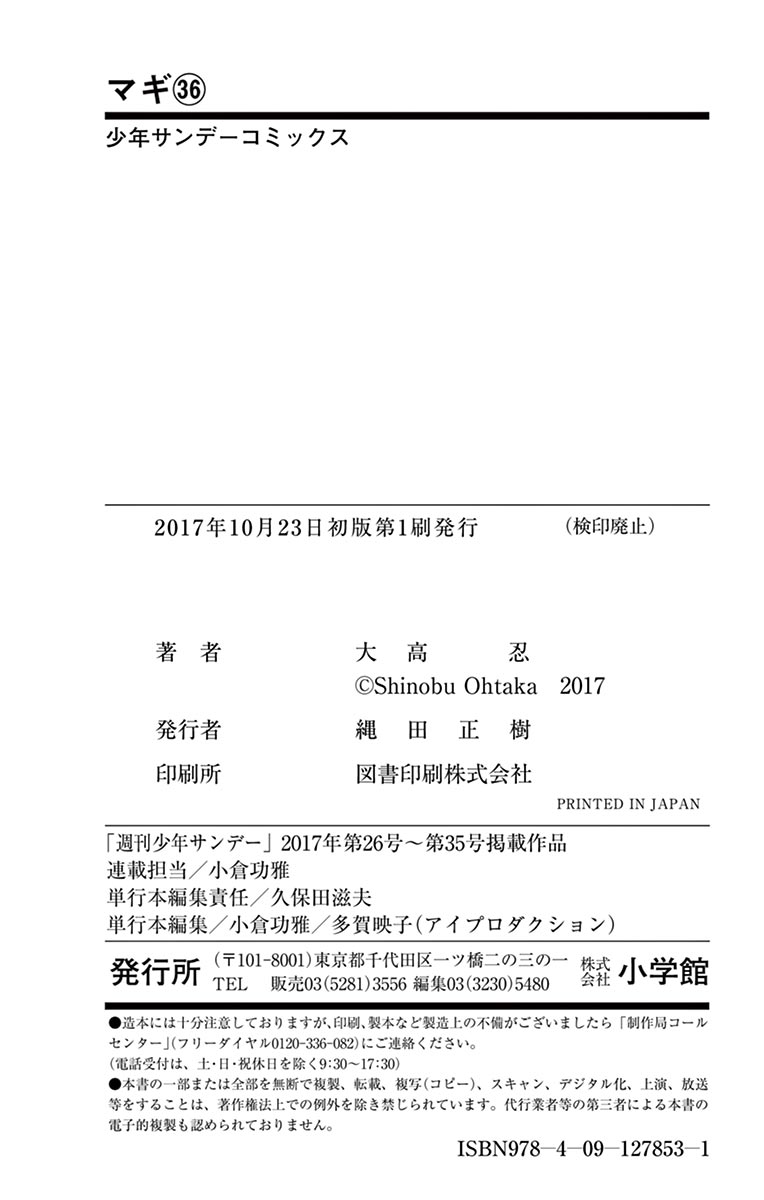 マギ㊱
少年サンデーコミックス
2017年10月23日初版第1刷発行　（検印廃止）
著　者　大　高　忍
©Shinobu Ohtaka　2017
発行者　縄　田　正　樹
印刷所　図書印刷株式会社
PRINTED IN JAPAN
「週刊少年サンデー」2017年第26号～第35号掲載作品
連載担当／小倉功雅
単行本編集責任／久保田滋夫
単行本編集／小倉功雅／多賀映子（アイプロダクション）
発行所　（〒101-8001）東京都千代田区一ツ橋二の三の一　株式会社　小学館
TEL　販売03(5281)3556 編集03(3230)5480
●造本には十分注意しておりますが、印刷、製本など製造上の不備がございましたら「制作局コール
センター」（フリーダイヤル0120-336-082）にご連絡ください。
（電話受付は、土・日・祝休日を除く9:30～17:30）
●本書の一部または全部を無断で複製、転載、複写（コピー）、スキャン、デジタル化、上演、放送
等をすることは、著作権法上での例外を除き禁じられています。代行業者等の第三者による本書の
電子的複製も認められておりません。
ISBN978－4－09－127853－1